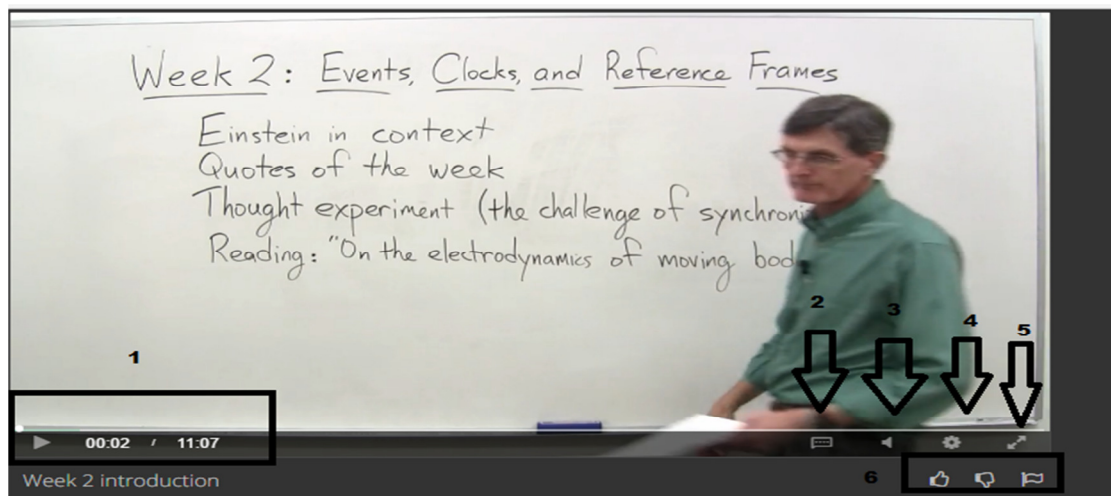 Week 2: Events, Clocks, and Reference Frames
Einstein in context
Quotes of the week
Thought experiment (the challenge of synchroni
Reading: "On the electrodynamics of moving bod
1
2
3
4
5
00:02 / 11:07
Week 2 introduction
6